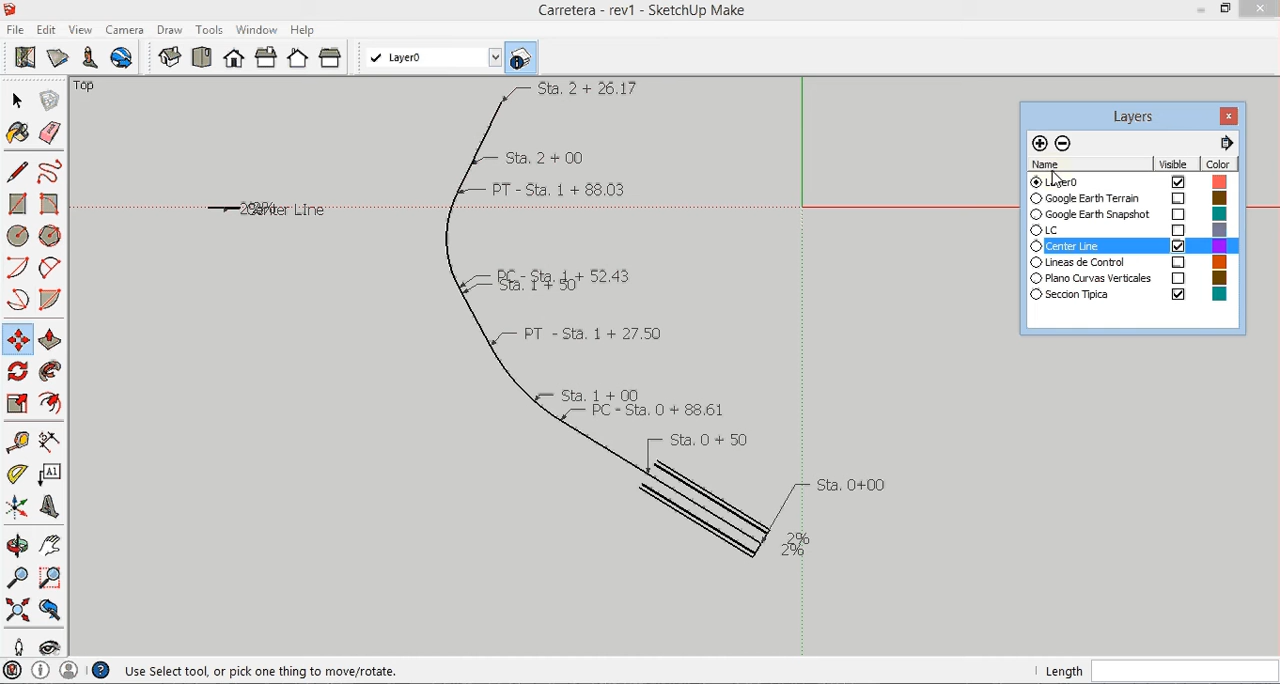 Carretera - rev1 - SketchUp Make
File Edit View Camera Draw Tools Window Help
Layer0
Top
Sta. 2 + 26.17
Sta. 2 + 00
PT - Sta. 1 + 88.03
Center Line
PC - Sta. 1 + 52.43
Sta. 1 + 50
PT - Sta. 1 + 27.50
Sta. 1 + 00
PC - Sta. 0 + 88.61
Sta. 0 + 50
Sta. 0+00
2%
2%
Layers
Name Visible Color
Layer0
Google Earth Terrain
Google Earth Snapshot
LC
Center Line
Lineas de Control
Plano Curvas Verticales
Seccion Tipica
A1
Use Select tool, or pick one thing to move/rotate.
Length